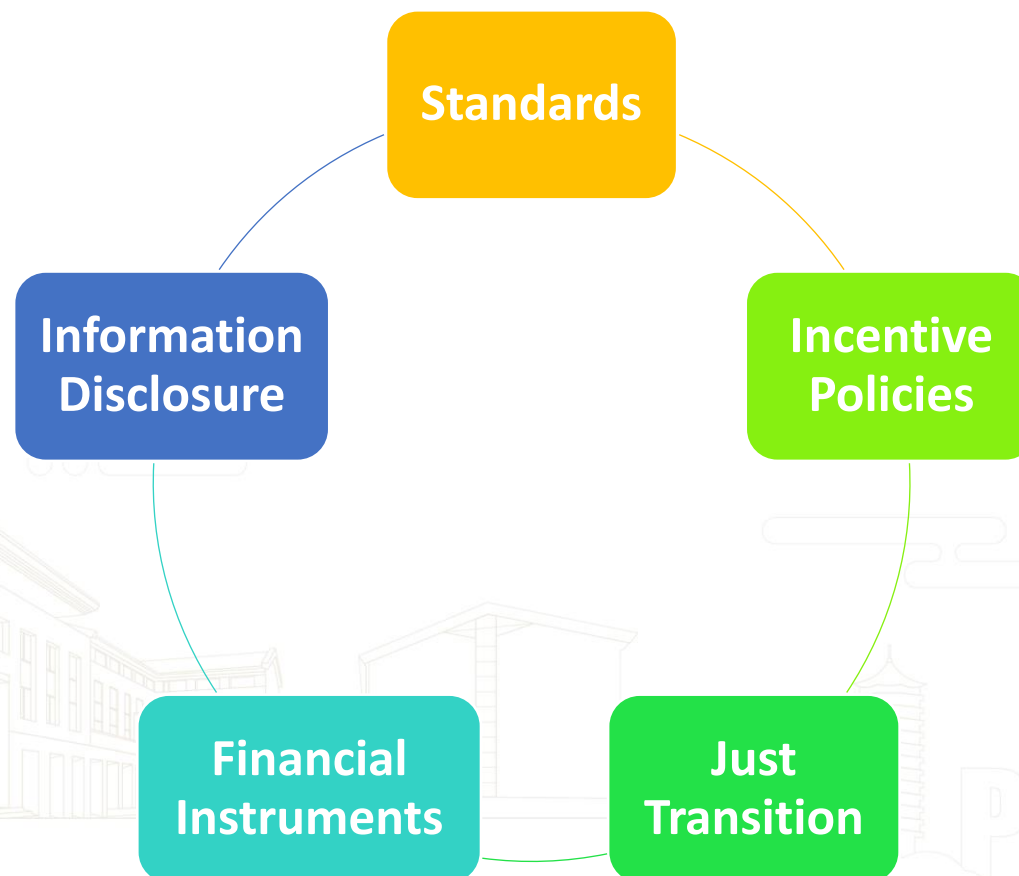 Standards
Incentive
Policies
Just
Transition
Financial
Instruments
Information
Disclosure